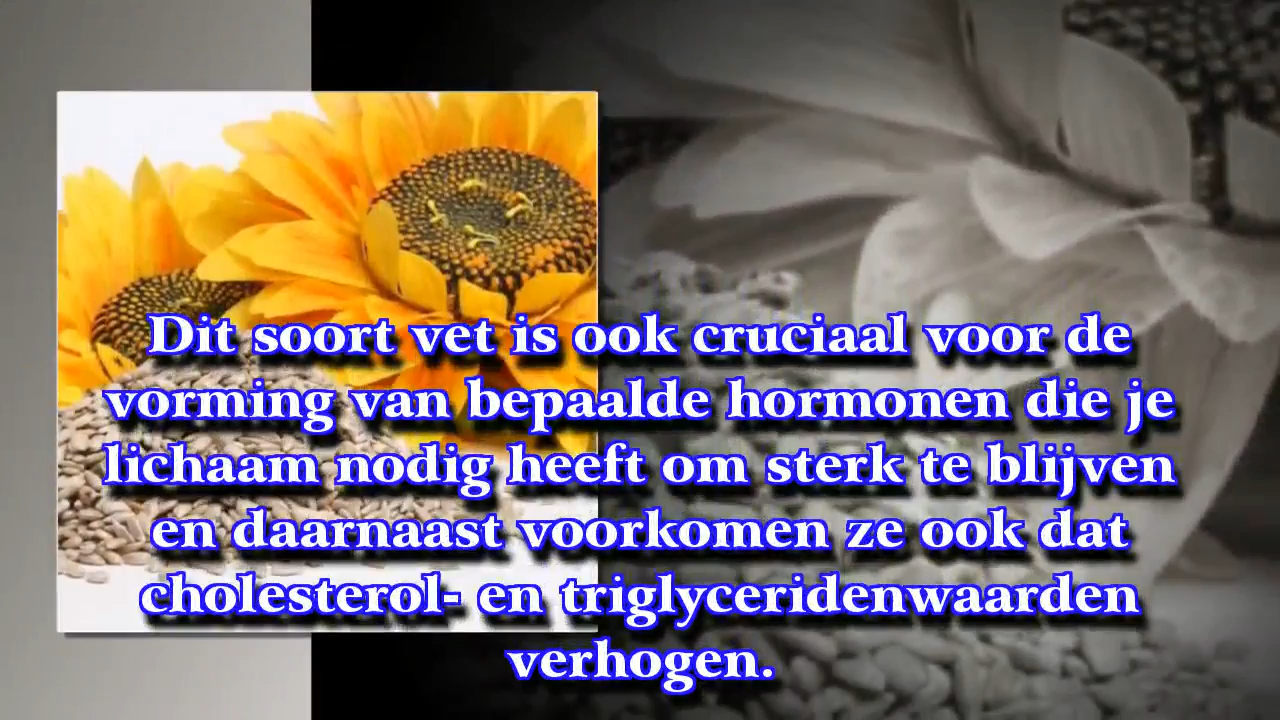 Dit soort vet is ook cruciaal voor de
vorming van bepaalde hormonen die je
lichaam nodig heeft om sterk te blijven
en daarnaast voorkomen ze ook dat
cholesterol- en triglyceridenwaarden
verhogen.